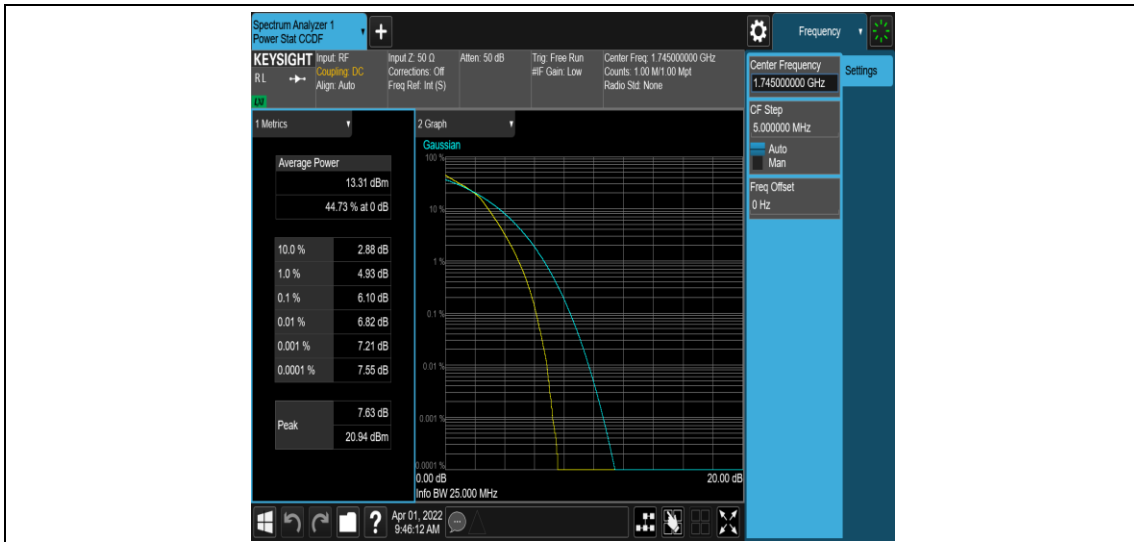 Spectrum Analyzer 1
Power Stat CCDF
Frequency
KEYSIGHT
RL
LXI
Input: RF
Coupling: DC
Align: Auto
Input Z: 50 Ω
Corrections: Off
Freq Ref: Int (S)
Atten: 50 dB
Trig: Free Run
#IF Gain: Low
Center Freq: 1.745000000 GHz
Counts: 1.00 M/1.00 Mpt
Radio Std: None
Center Frequency
1.745000000 GHz
Settings
CF Step
5.000000 MHz
Auto
Man
Freq Offset
0 Hz
1 Metrics
Average Power
13.31 dBm
44.73 % at 0 dB
10.0 % 2.88 dB
1.0 % 4.93 dB
0.1 % 6.10 dB
0.01 % 6.82 dB
0.001 % 7.21 dB
0.0001 % 7.55 dB
Peak
7.63 dB
20.94 dBm
2 Graph
Gaussian
100 %
10 %
1 %
0.1 %
0.01 %
0.001 %
0.0001 %
0.00 dB 20.00 dB
Info BW 25.000 MHz
?
Apr 01, 2022
9:46:12 AM